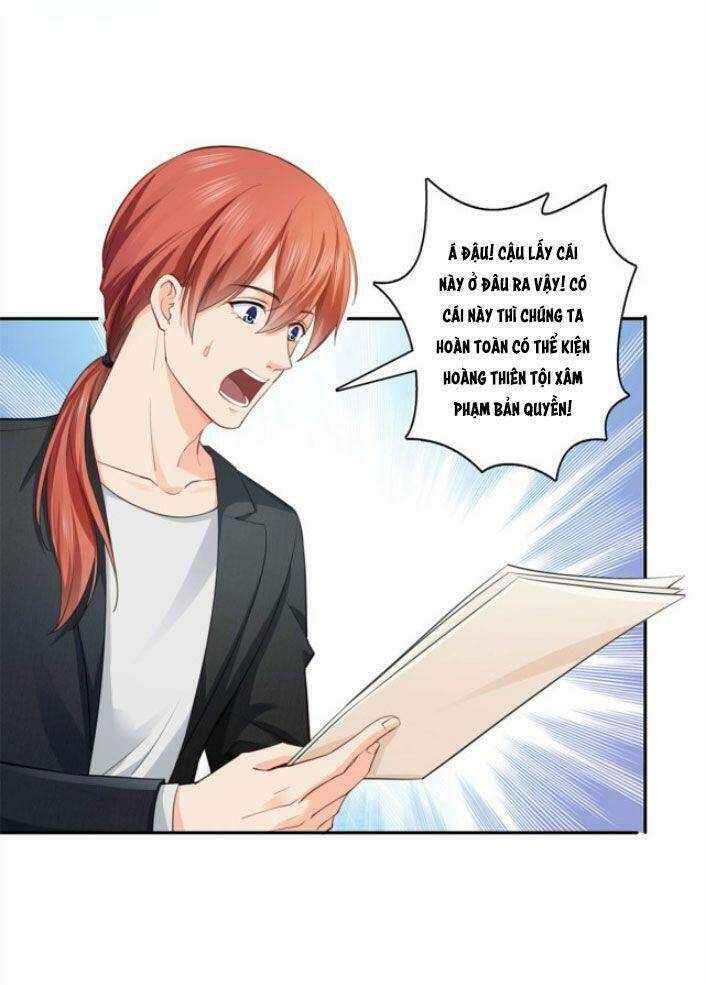 Á ĐẬU! CẬU LẤY CÁI
NÀY Ở ĐÂU RA VẬY! CÓ
CÁI NÀY THÌ CHÚNG TA
HOÀN TOÀN CÓ THỂ KIỆN
HOÀNG THIÊN TỘI XÂM
PHẠM BẢN QUYỀN!